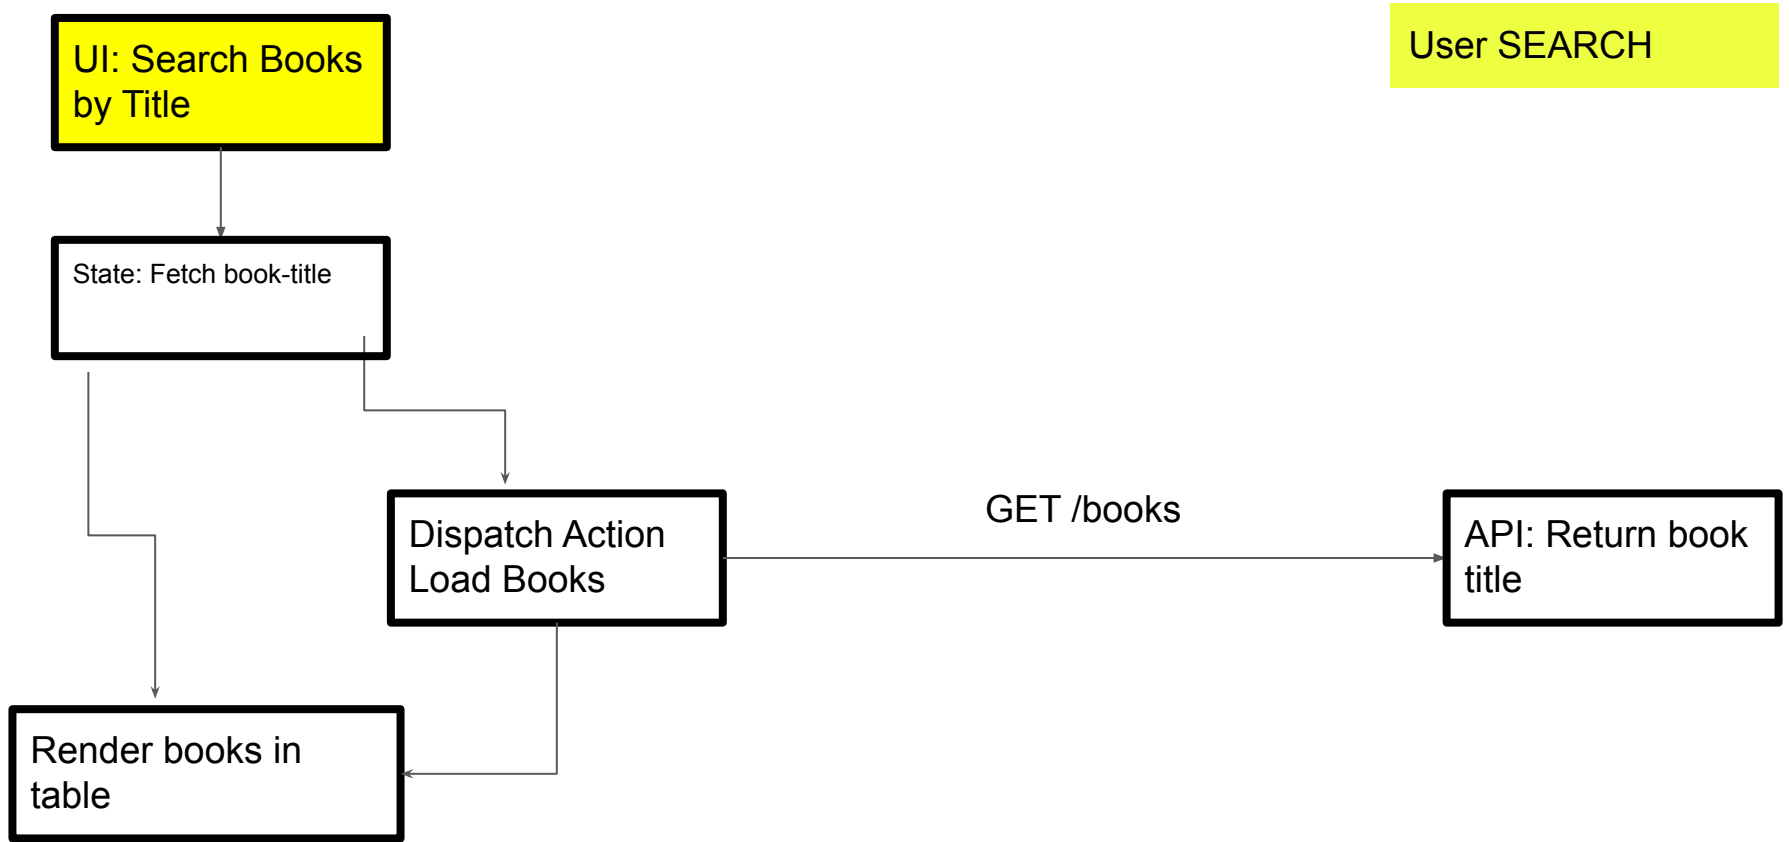 UI: Search Books
by Title
User SEARCH
State: Fetch book-title
Dispatch Action
Load Books
GET /books
API: Return book
title
Render books in
table